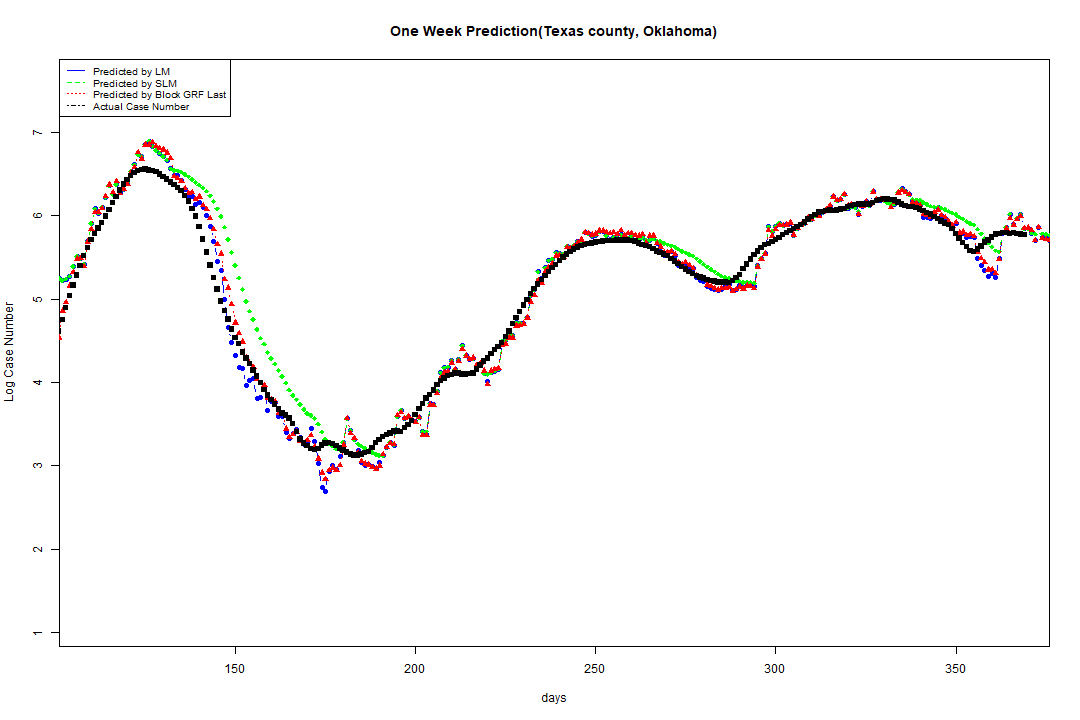 One Week Prediction(Texas county, Oklahoma)
Predicted by LM
Predicted by SLM
Predicted by Block GRF Last
Actual Case Number
7
6
5
4
3
2
1
Log Case Number
150 200 250 300 350
days